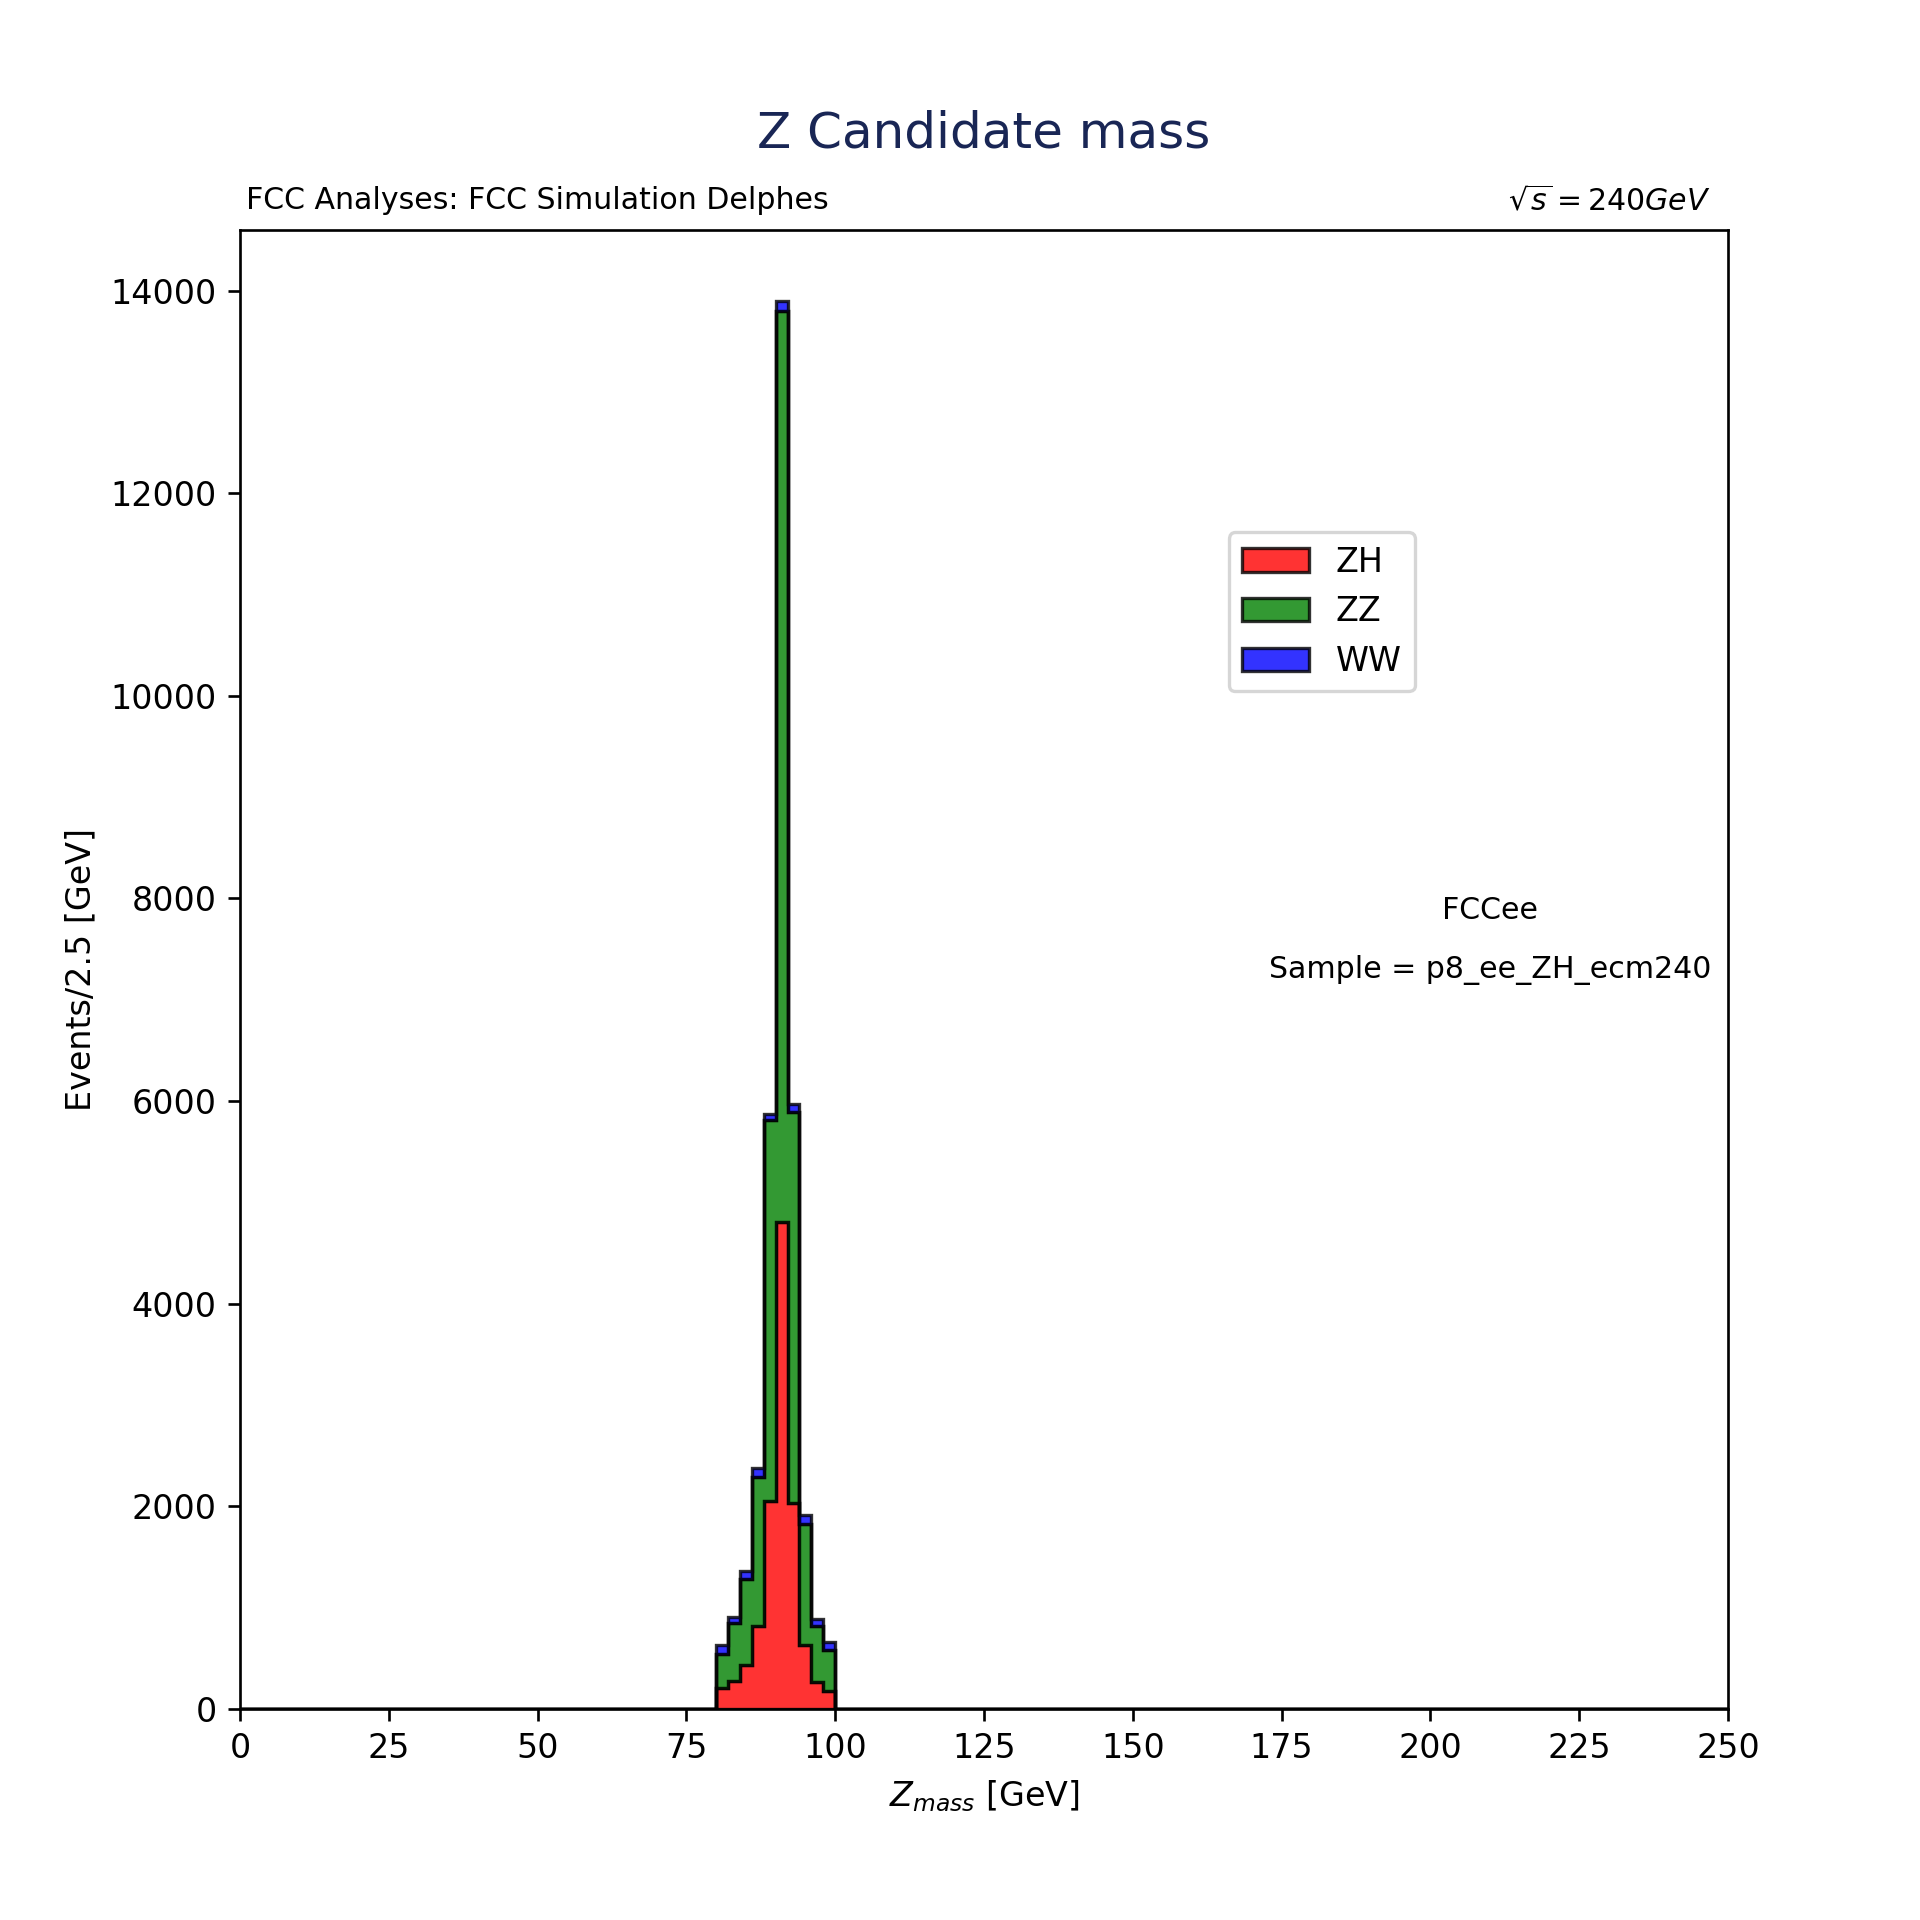 Z Candidate mass
FCC Analyses: FCC Simulation Delphes
√s = 240GeV
14000
12000
10000
8000
6000
4000
2000
0
Events/2.5 [GeV]
ZH
ZZ
WW
FCCee
Sample = p8_ee_ZH_ecm240
0 25 50 75 100 125 150 175 200 225 250
Z_mass [GeV]